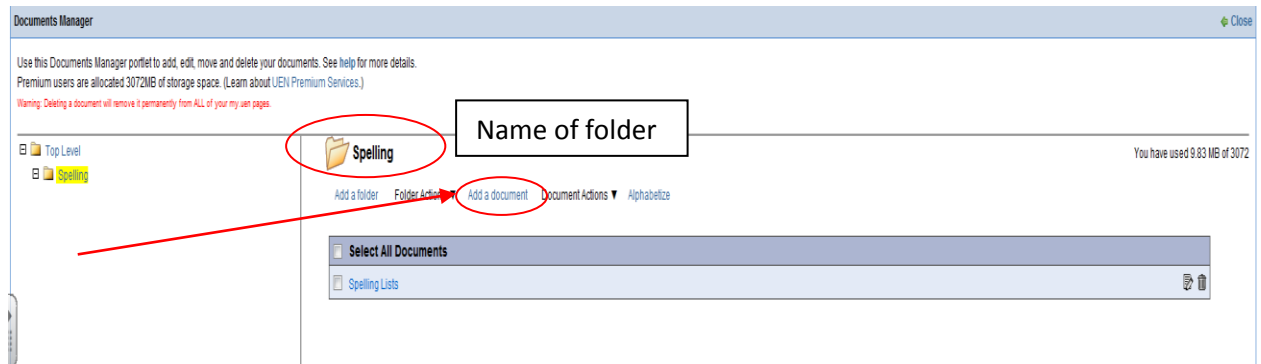 Documents Manager
Close
Use this Documents Manager portlet to add, edit, move and delete your documents. See help for more details.
Premium users are allocated 3072MB of storage space. (Learn about UEN Premium Services.)
Warning: Deleting a document will remove it permanently from ALL of your my uen pages.
Name of folder
Top Level
Spelling
Spelling
You have used 9.83 MB of 3072
Add a folder Folder Actions ▼ Add a document Document Actions ▼ Alphabetize
Select All Documents
Spelling Lists